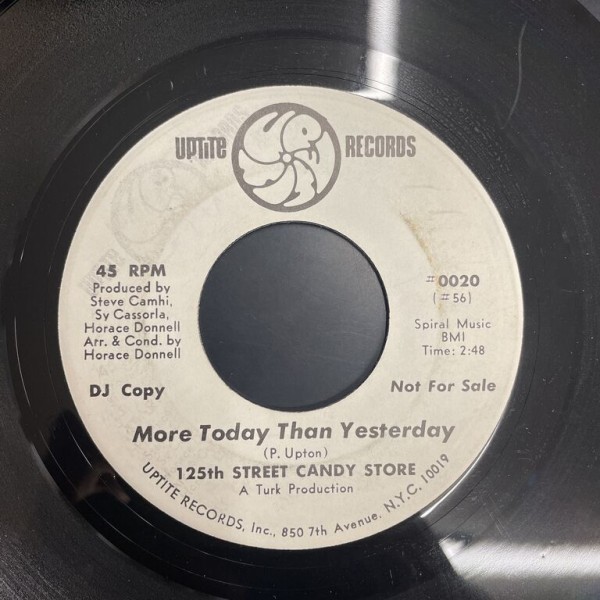 UPTITE RECORDS
45 RPM
Produced by
Steve Camhi,
Sy Cassorla,
Horace Donnell
Arr. & Cond. by
Horace Donnell
DJ Copy
#0020
(#56)
Spiral Music
BMI
Time: 2:48
Not For Sale
More Today Than Yesterday
(P. Upton)
125th STREET CANDY STORE
A Turk Production
UPTITE RECORDS, Inc., 850 7th Avenue, N.Y.C. 10019